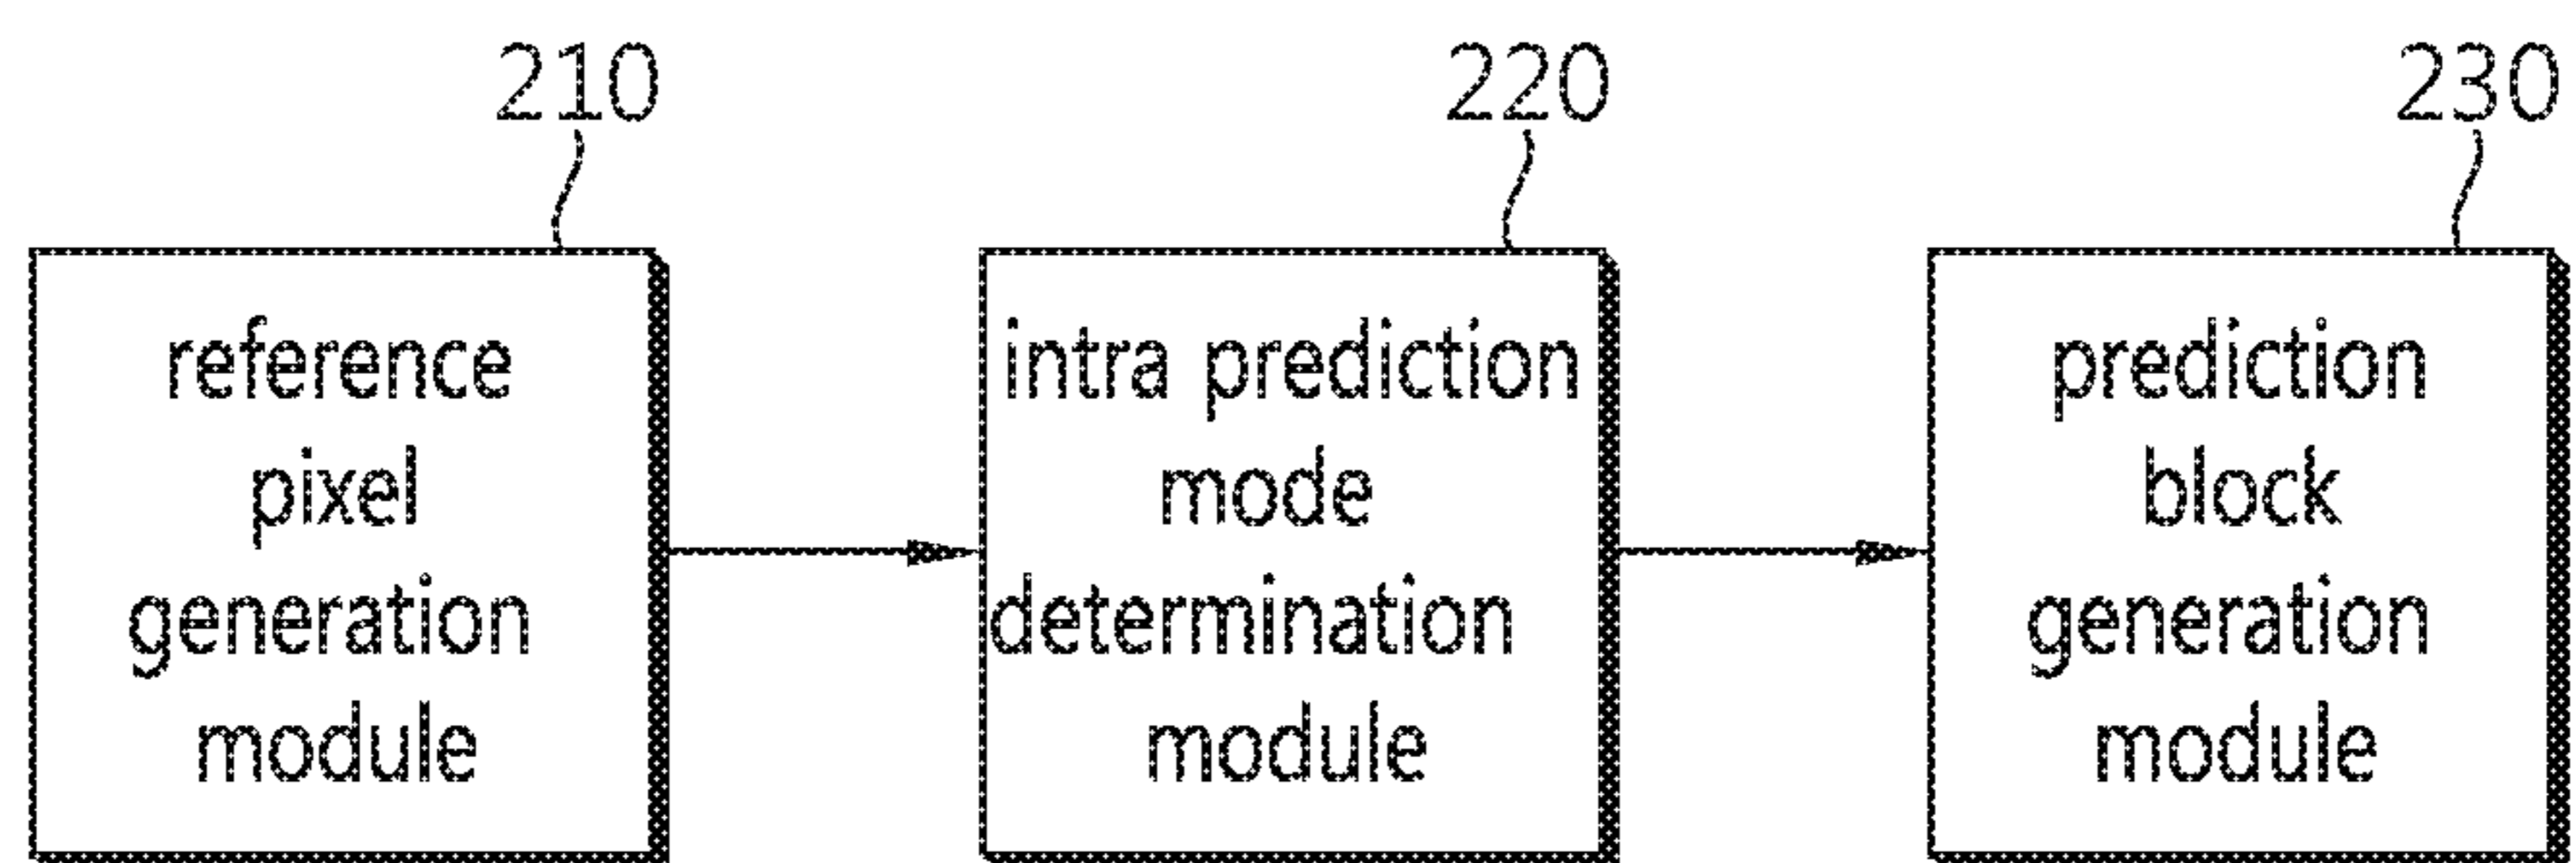 210
220
230
reference
pixel
generation
module
intra prediction
mode
determination
module
prediction
block
generation
module